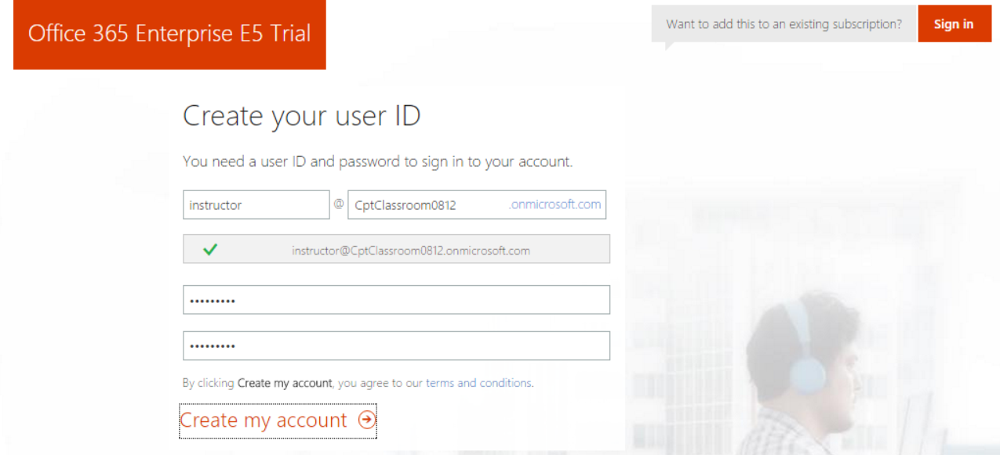 Office 365 Enterprise E5 Trial
Want to add this to an existing subscription?
Sign in
Create your user ID
You need a user ID and password to sign in to your account.
instructor @ CptClassroom0812 .onmicrosoft.com
instructor@CptClassroom0812.onmicrosoft.com
•••••••••
•••••••••
By clicking Create my account, you agree to our terms and conditions.
Create my account